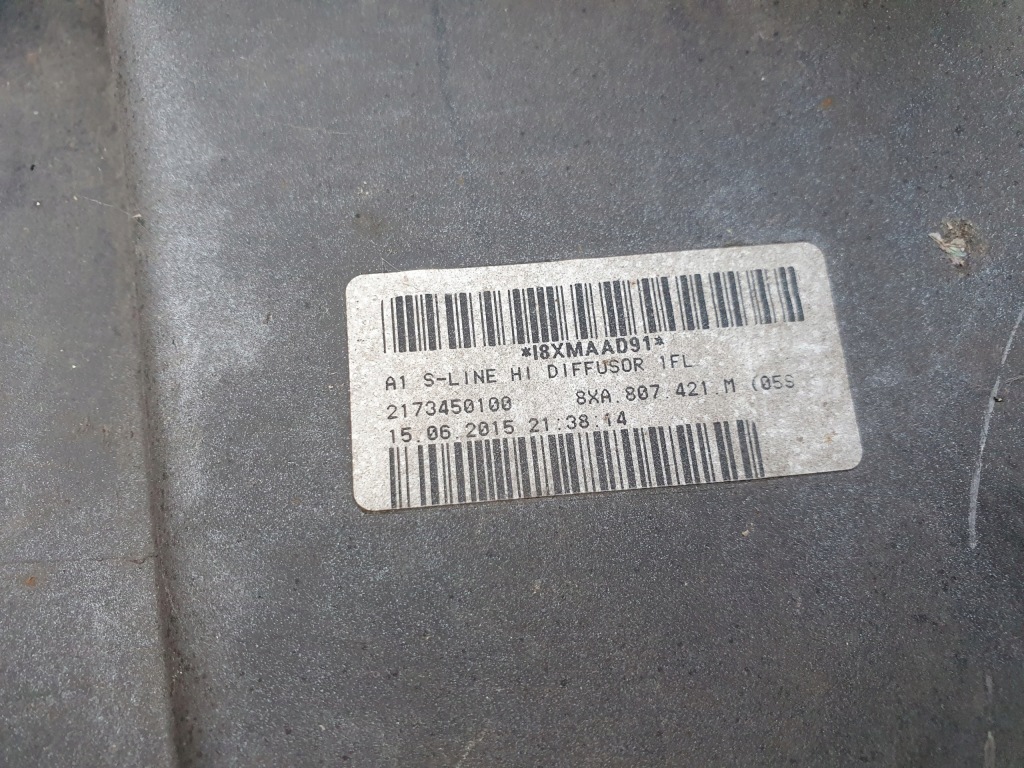 *I8XMAAD91*
A1 S-LINE HI DIFFUSOR 1FL.
2173450100 8XA.807.421.M (05S
15.06.2015 21:38.14